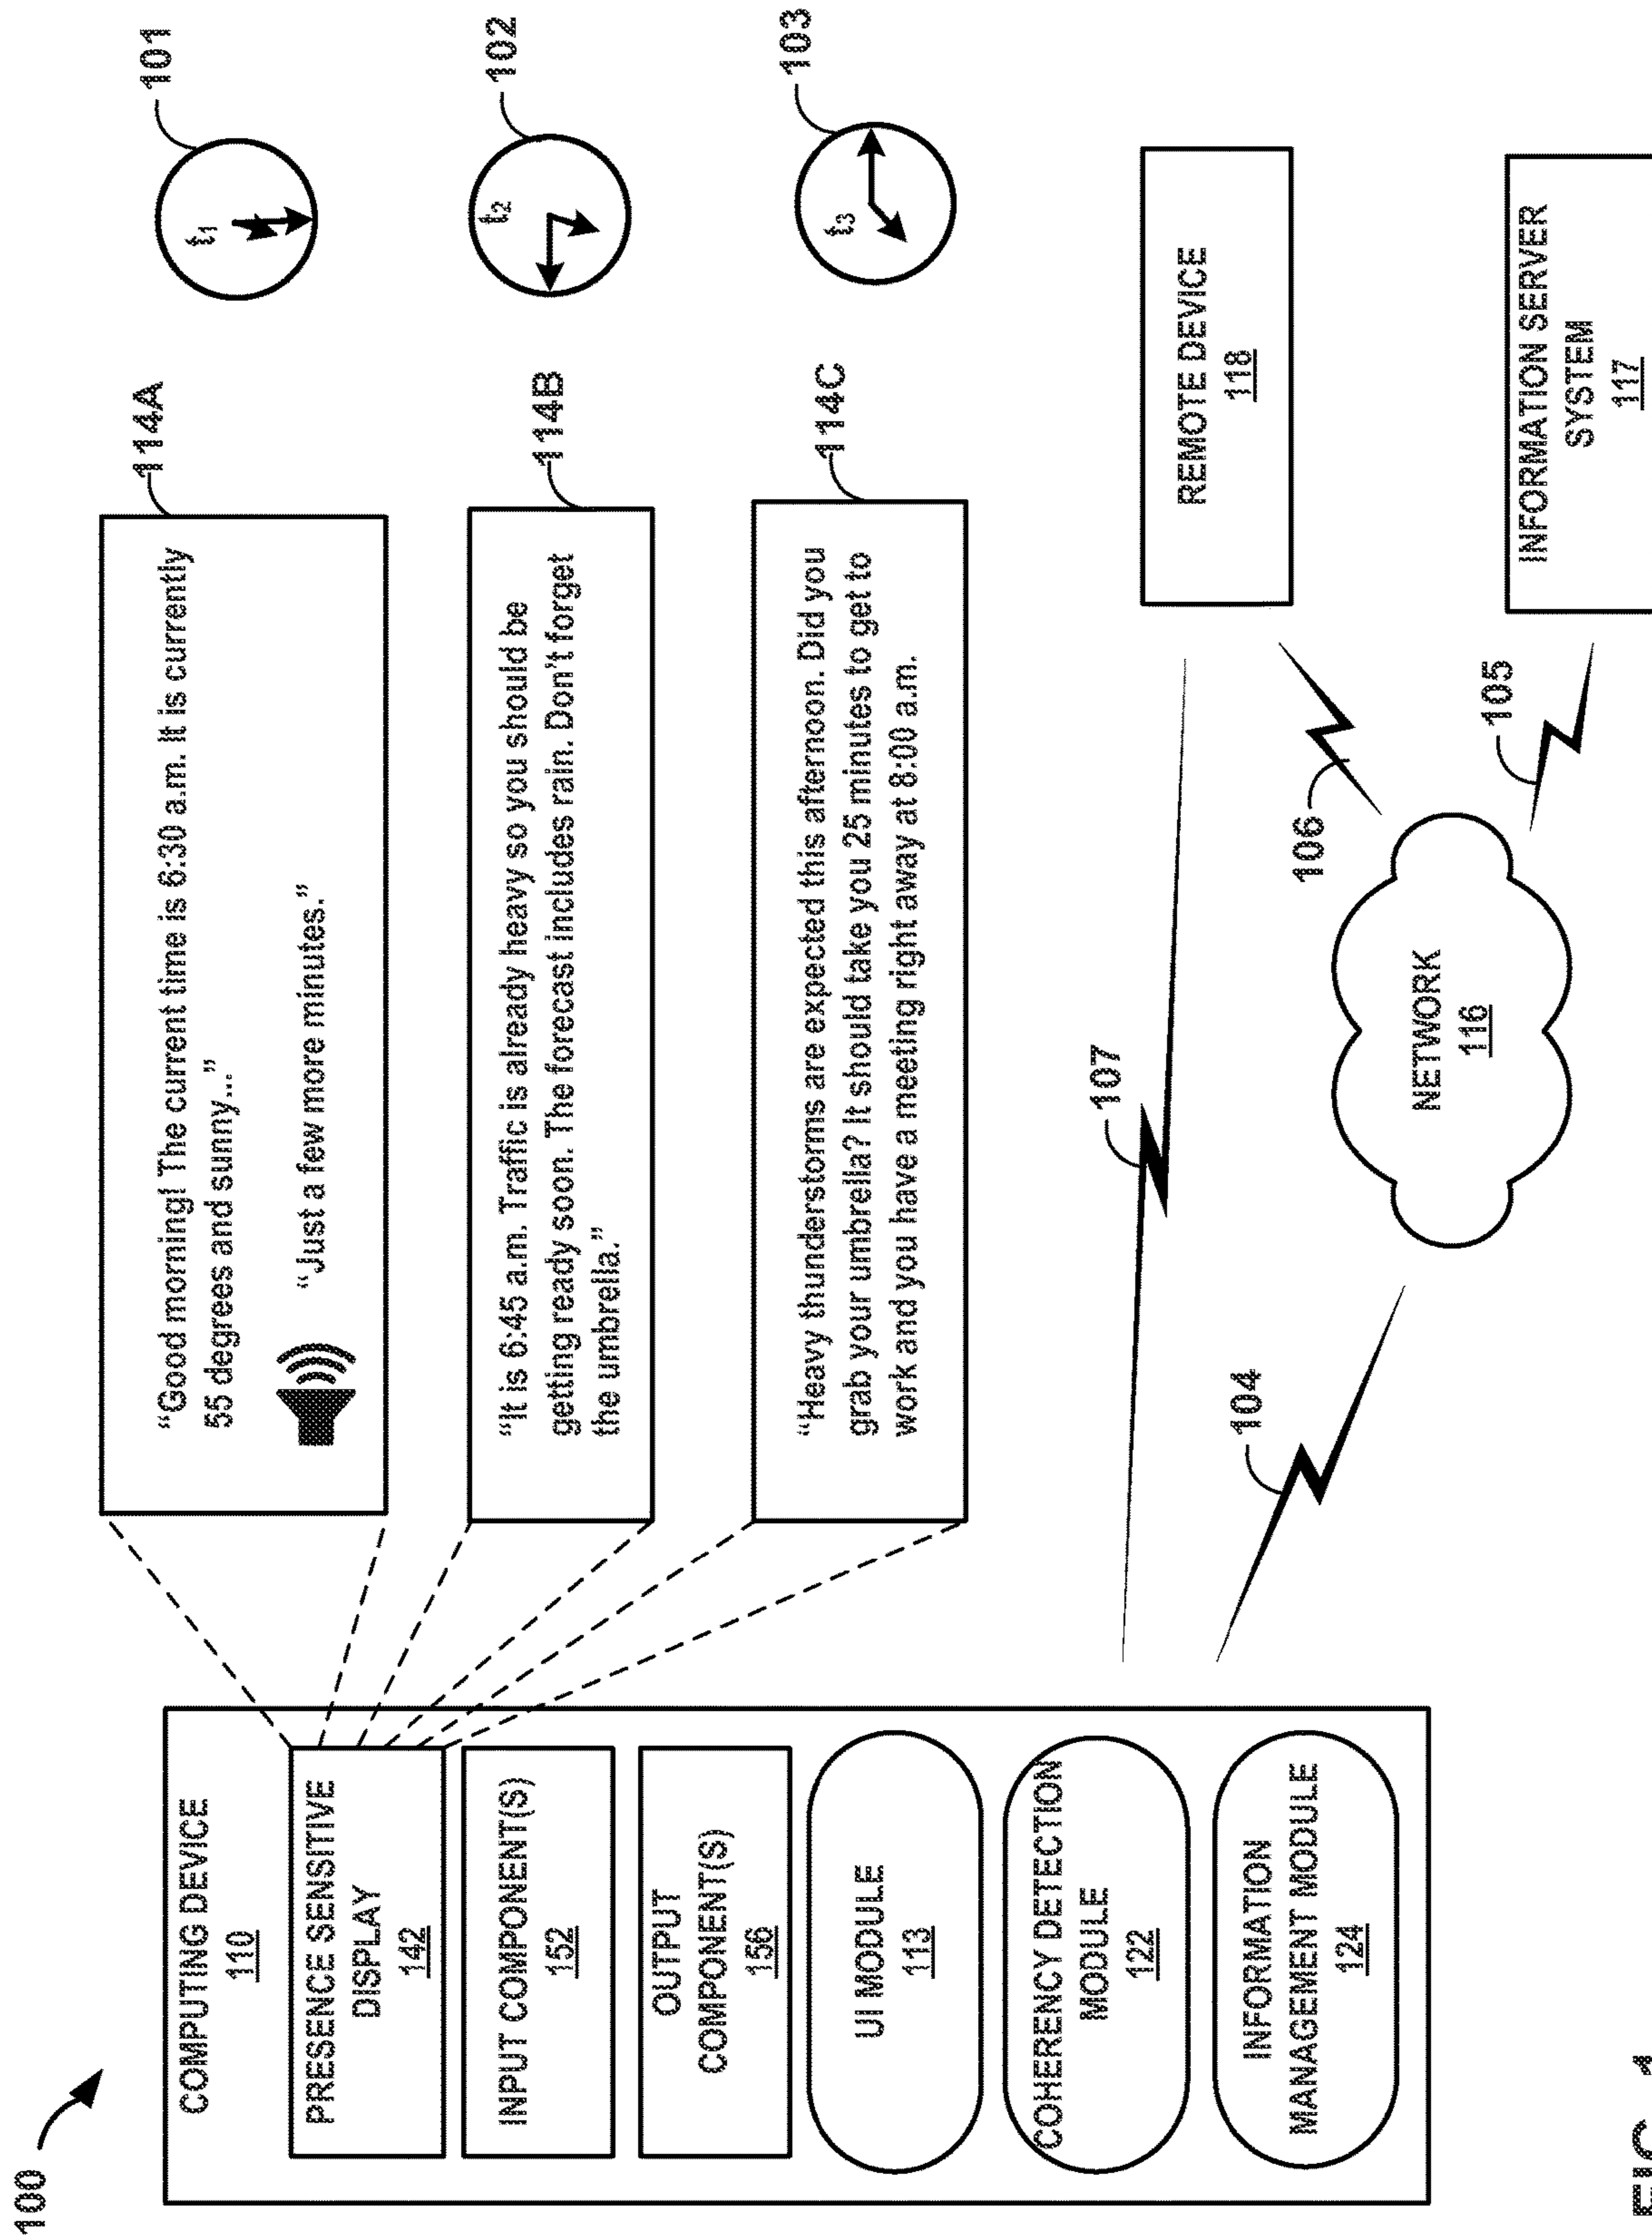 100
COMPUTING DEVICE
110
PRESENCE SENSITIVE
DISPLAY
142
INPUT COMPONENT(S)
152
OUTPUT
COMPONENT(S)
156
UI MODULE
113
COHERENCY DETECTION
MODULE
122
INFORMATION
MANAGEMENT MODULE
124
114A
“Good morning! The current time is 6:30 a.m. It is currently
55 degrees and sunny...”
“Just a few more minutes.”
101
t1
114B
“It is 6:45 a.m. Traffic is already heavy so you should be
getting ready soon. The forecast includes rain. Don't forget
the umbrella.”
102
t2
114C
“Heavy thunderstorms are expected this afternoon. Did you
grab your umbrella? It should take you 25 minutes to get to
work and you have a meeting right away at 8:00 a.m.
103
t3
107
104
NETWORK
116
106
105
REMOTE DEVICE
118
INFORMATION SERVER
SYSTEM
117
FIG. 1